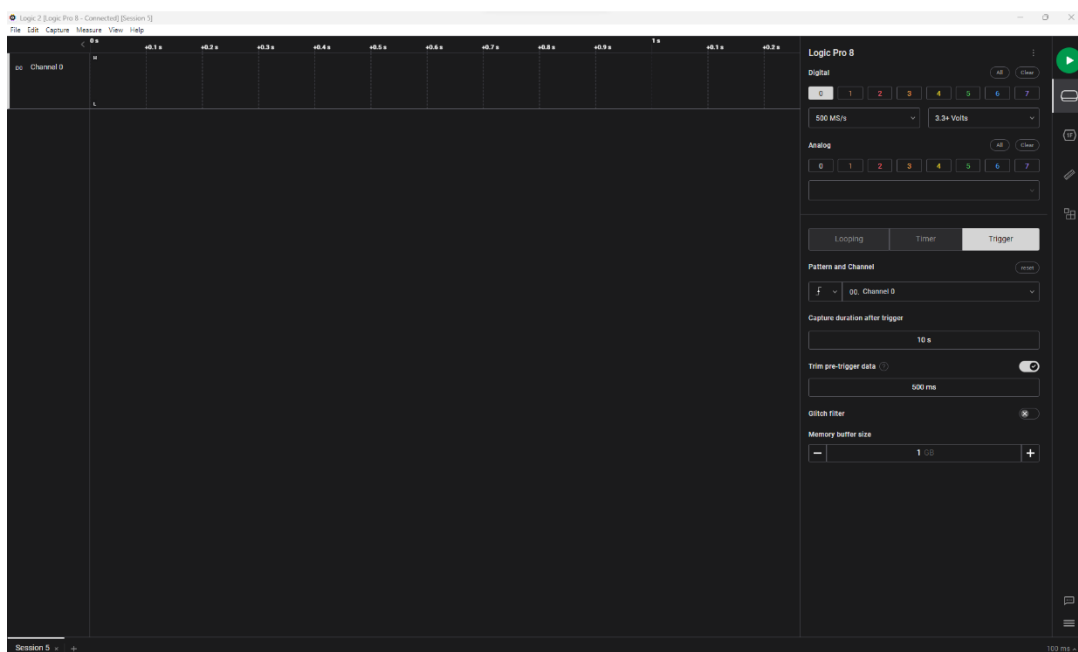 Logic 2 [Logic Pro 8 - Connected] [Session 5]
File Edit Capture Measure View Help
0 s
+0.1 s +0.2 s +0.3 s +0.4 s +0.5 s +0.6 s +0.7 s +0.8 s +0.9 s
1 s
+0.1 s +0.2 s
D0 Channel 0
H
L
Logic Pro 8
Digital All Clear
0 1 2 3 4 5 6 7
500 MS/s 3.3+ Volts
Analog All Clear
0 1 2 3 4 5 6 7
Looping Timer Trigger
Pattern and Channel reset
00. Channel 0
Capture duration after trigger
10 s
Trim pre-trigger data ?
500 ms
Glitch filter
Memory buffer size
1 GB
1F
Session 5 × +
100 ms